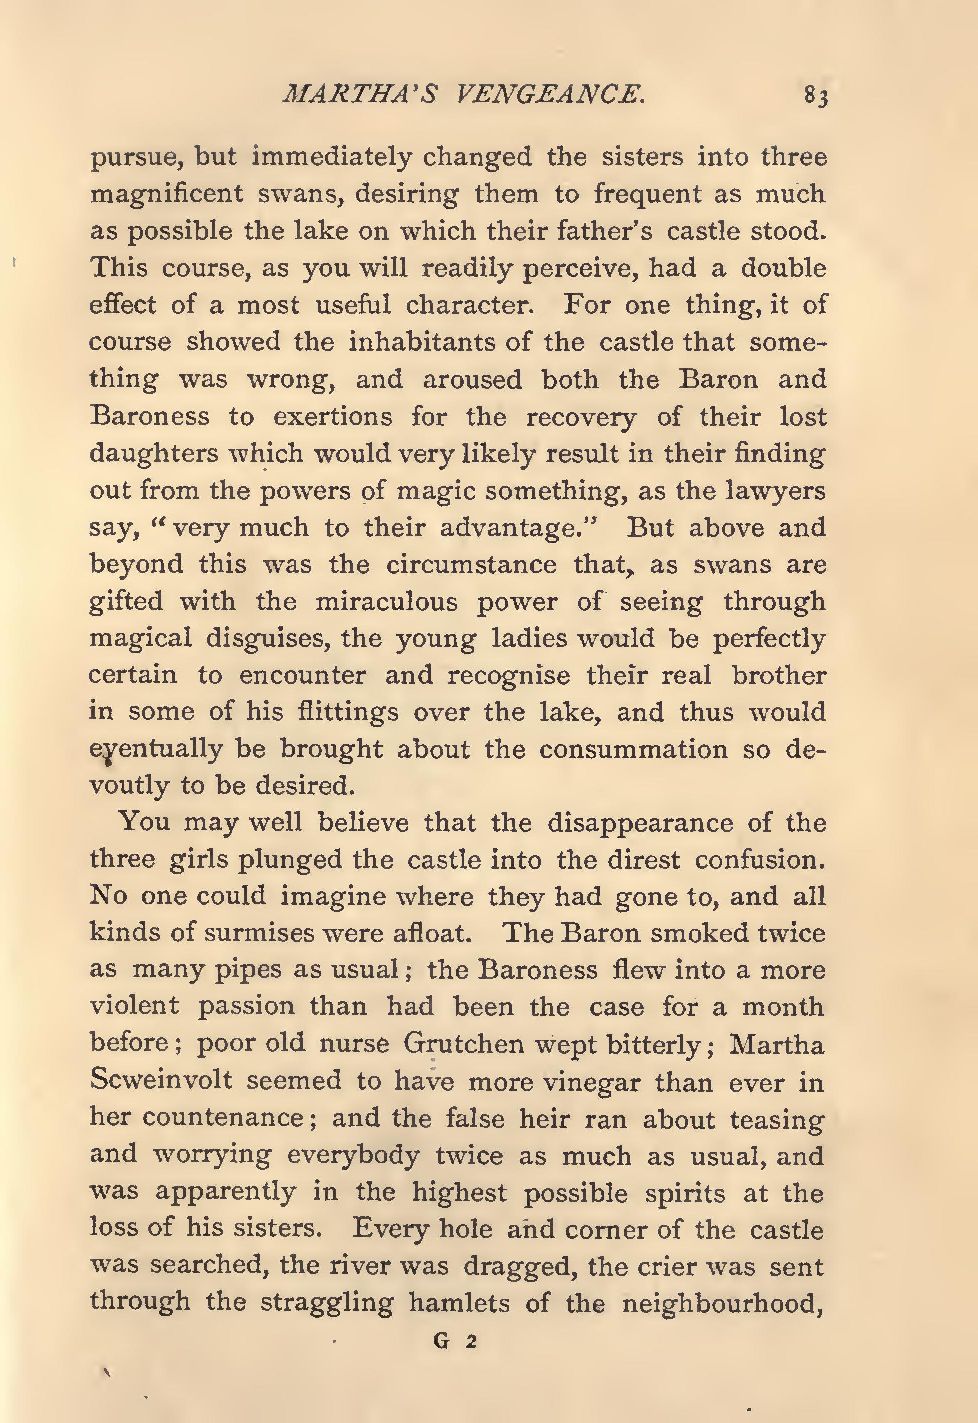 MARTHA'S VENGEANCE. 83
pursue, but immediately changed the sisters into three
magnificent swans, desiring them to frequent as much
as possible the lake on which their father's castle stood.
This course, as you will readily perceive, had a double
effect of a most useful character. For one thing, it of
course showed the inhabitants of the castle that some-
thing was wrong, and aroused both the Baron and
Baroness to exertions for the recovery of their lost
daughters which would very likely result in their finding
out from the powers of magic something, as the lawyers
say, "very much to their advantage." But above and
beyond this was the circumstance that, as swans are
gifted with the miraculous power of seeing through
magical disguises, the young ladies would be perfectly
certain to encounter and recognise their real brother
in some of his flittings over the lake, and thus would
eventually be brought about the consummation so de-
voutly to be desired.
You may well believe that the disappearance of the
three girls plunged the castle into the direst confusion.
No one could imagine where they had gone to, and all
kinds of surmises were afloat. The Baron smoked twice
as many pipes as usual; the Baroness flew into a more
violent passion than had been the case for a month
before; poor old nurse Grutchen wept bitterly; Martha
Scweinvolt seemed to have more vinegar than ever in
her countenance; and the false heir ran about teasing
and worrying everybody twice as much as usual, and
was apparently in the highest possible spirits at the
loss of his sisters. Every hole and corner of the castle
was searched, the river was dragged, the crier was sent
through the straggling hamlets of the neighbourhood,
G 2